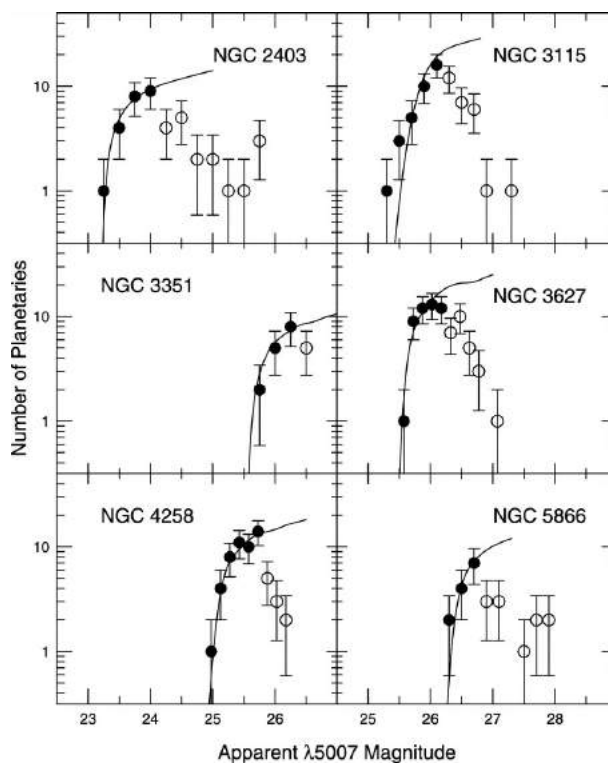 NGC 2403
NGC 3115
10
1
NGC 3351
NGC 3627
10
1
NGC 4258
NGC 5866
10
1
23 24 25 26 25 26 27 28
Number of Planetaries
Apparent λ5007 Magnitude